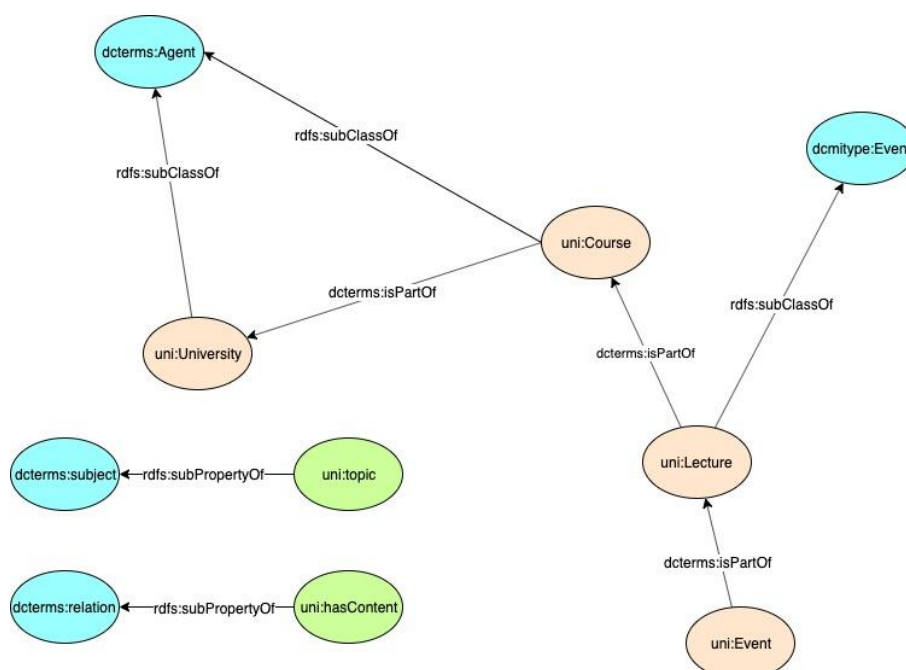 dcterms:Agent
rdfs:subClassOf
dcmitype:Even
rdfs:subClassOf
uni:Course
dcterms:isPartOf
rdfs:subClassOf
uni:University
dcterms:isPartOf
uni:Lecture
dcterms:subject
rdfs:subPropertyOf
uni:topic
dcterms:isPartOf
dcterms:relation
rdfs:subPropertyOf
uni:hasContent
uni:Event